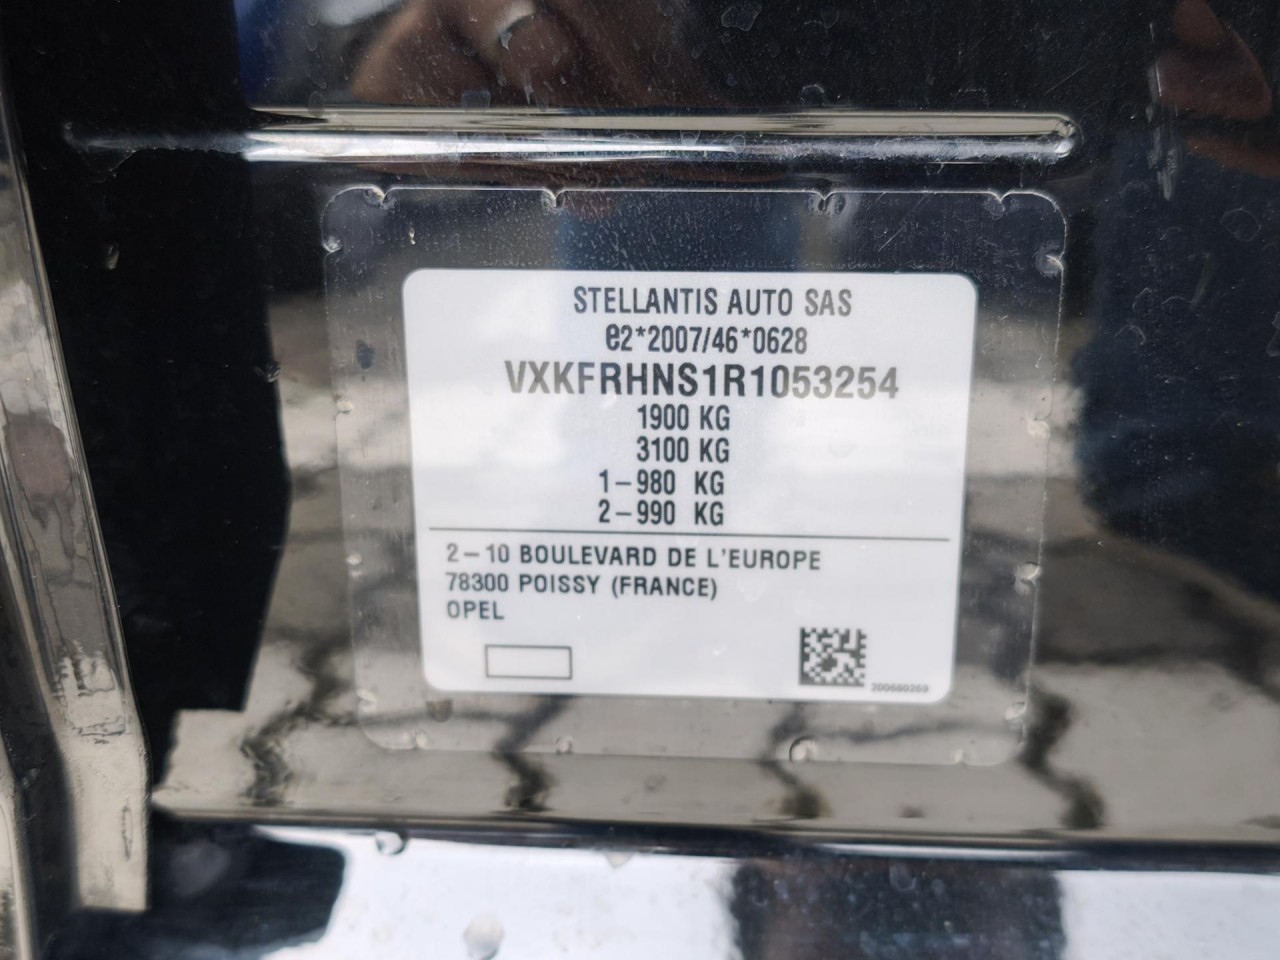 STELLANTIS AUTO SAS
e2*2007/46*0628
VXKFRHNS1R1053254
1900 KG
3100 KG
1-980 KG
2-990 KG
2-10 BOULEVARD DE L'EUROPE
78300 POISSY (FRANCE)
OPEL
200680269